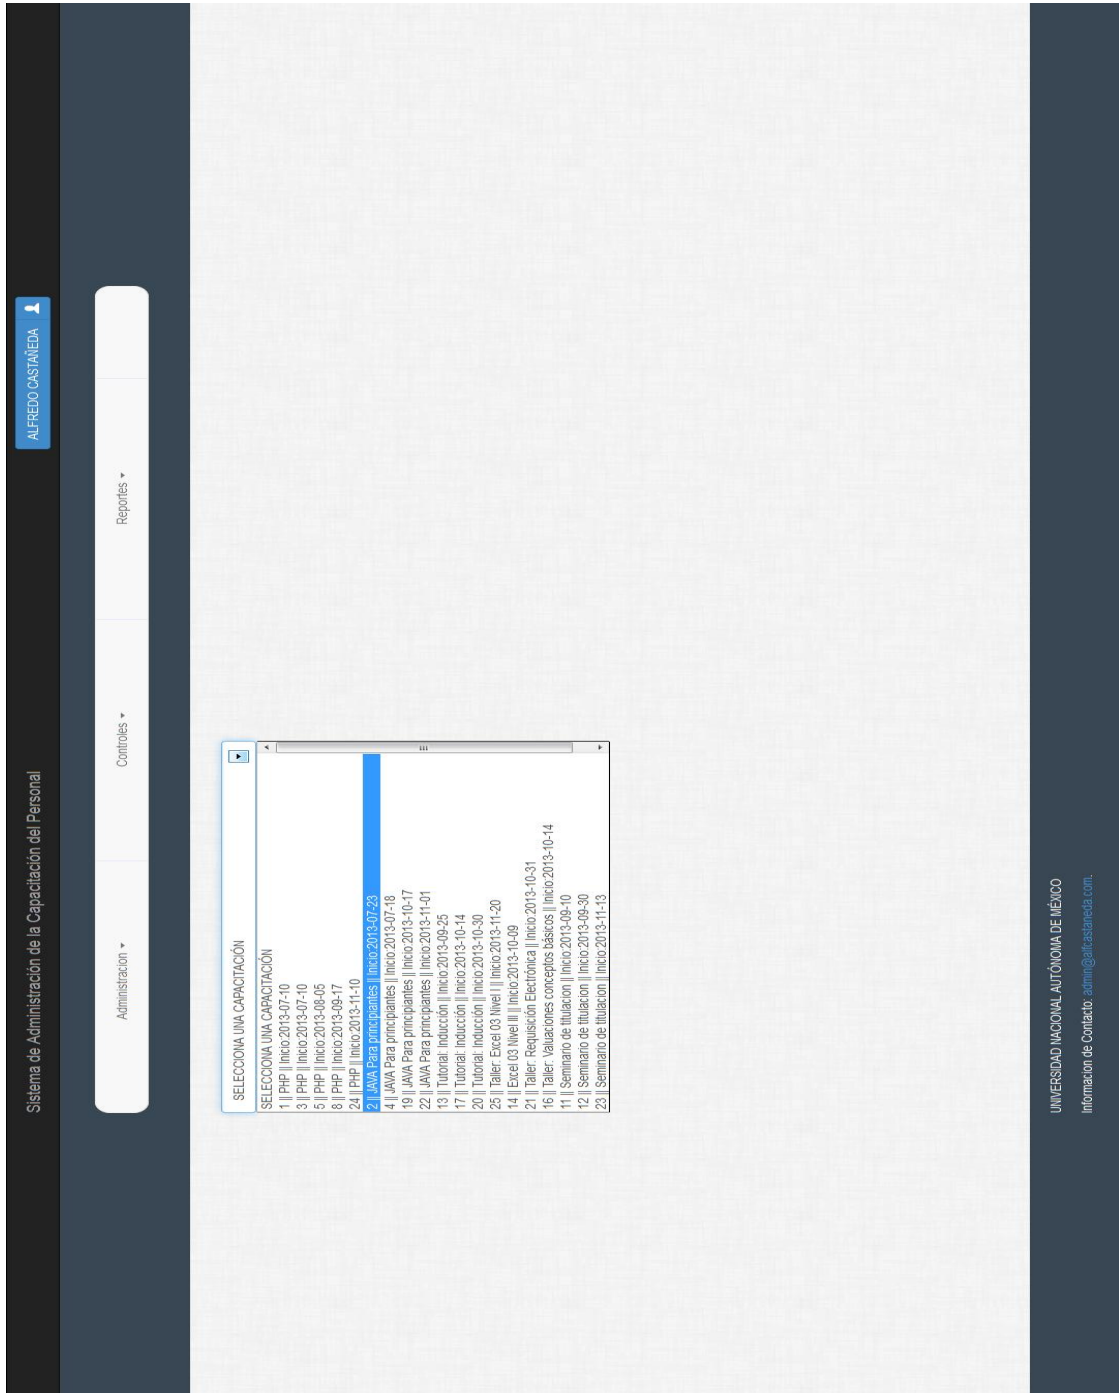 Sistema de Administración de la Capacitación del Personal
ALFREDO CASTAÑEDA
Administracion
Controles
Reportes
SELECCIONA UNA CAPACITACIÓN
SELECCIONA UNA CAPACITACIÓN
1 || PHP || Inicio:2013-07-10
3 || PHP || Inicio:2013-07-10
5 || PHP || Inicio:2013-08-05
8 || PHP || Inicio:2013-09-17
24 || PHP || Inicio:2013-11-10
2 || JAVA Para principiantes || Inicio:2013-07-23
4 || JAVA Para principiantes || Inicio:2013-07-18
19 || JAVA Para principiantes || Inicio:2013-10-17
22 || JAVA Para principiantes || Inicio:2013-11-01
13 || Tutorial: Inducción || Inicio:2013-09-25
17 || Tutorial: Inducción || Inicio:2013-10-14
20 || Tutorial: Inducción || Inicio:2013-10-30
25 || Taller: Excel 03 Nivel I || Inicio:2013-11-20
14 || Excel 03 Nivel III || Inicio:2013-10-09
21 || Taller: Requisición Electrónica || Inicio:2013-10-31
16 || Taller: Valuaciones conceptos básicos || Inicio:2013-10-14
11 || Seminario de titulacion || Inicio:2013-09-10
12 || Seminario de titulacion || Inicio:2013-09-30
23 || Seminario de titulacion || Inicio:2013-11-13
UNIVERSIDAD NACIONAL AUTÓNOMA DE MÉXICO
Informacion de Contacto: admin@alfcastaneda.com.